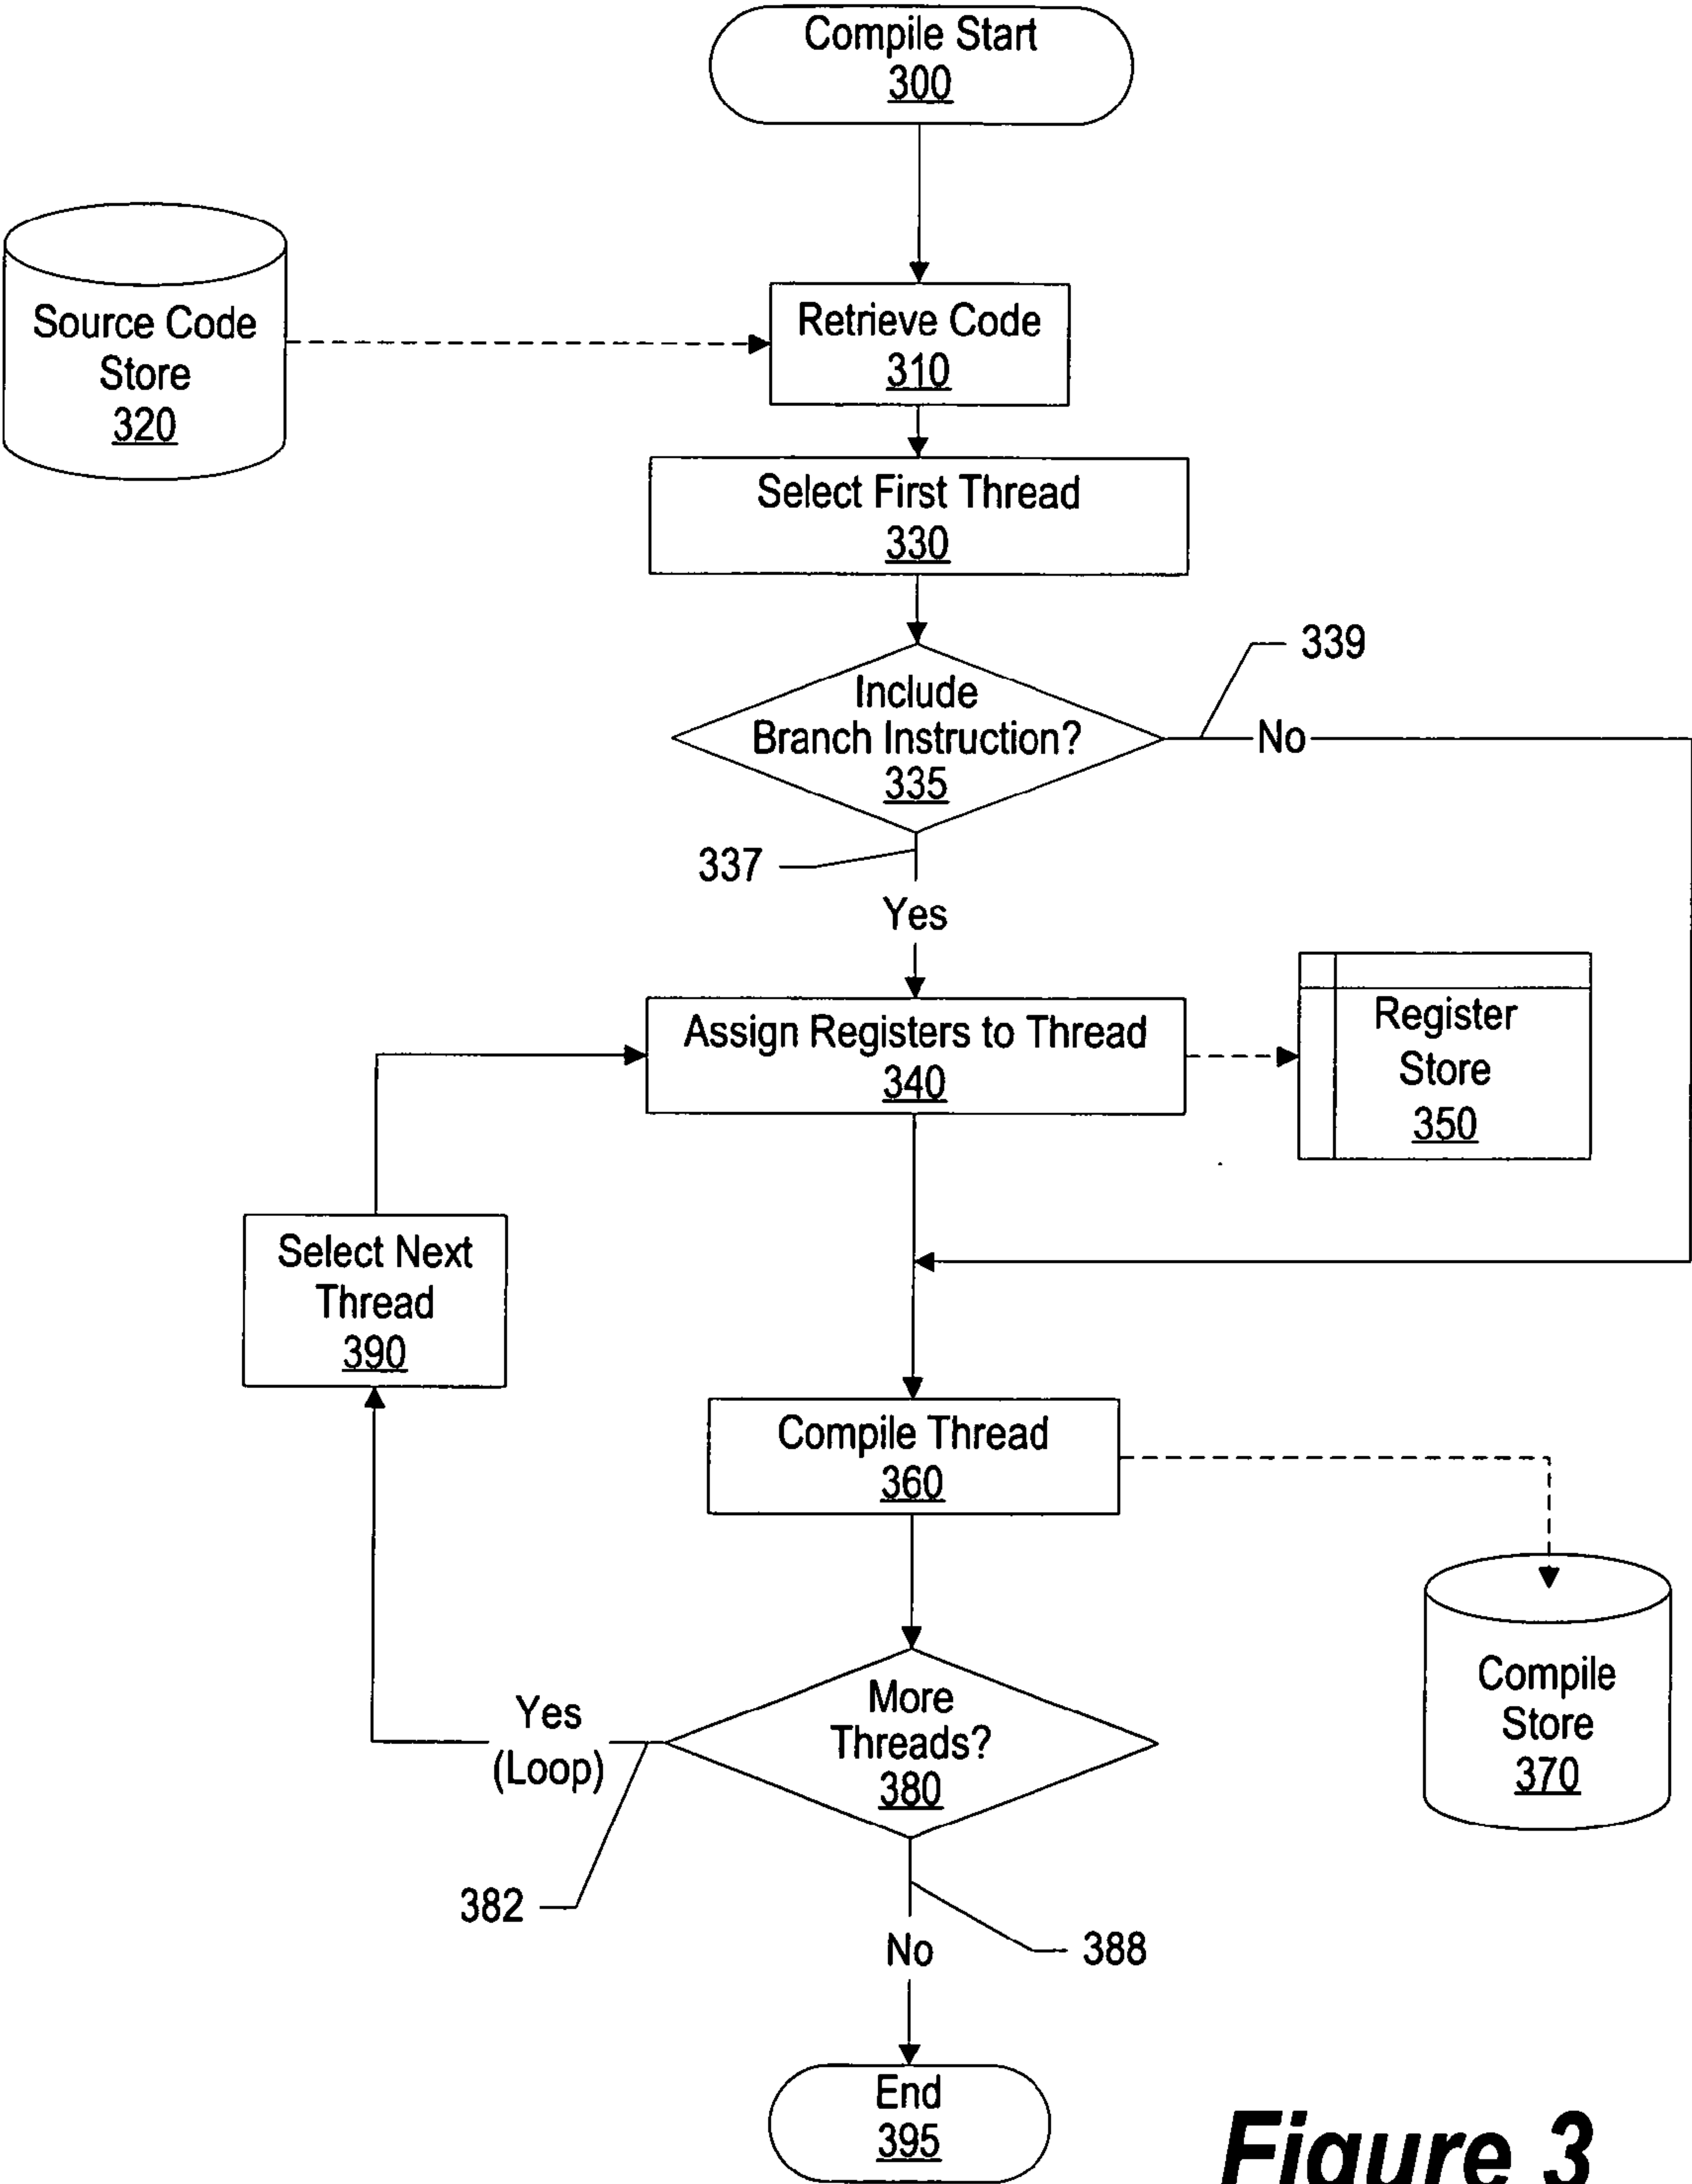 Compile Start
300
Source Code
Store
320
Retrieve Code
310
Select First Thread
330
339
Include
Branch Instruction?
335
No
337
Yes
Assign Registers to Thread
340
Register
Store
350
Select Next
Thread
390
Compile Thread
360
Yes
(Loop)
More
Threads?
380
Compile
Store
370
382
388
No
End
395
Figure 3